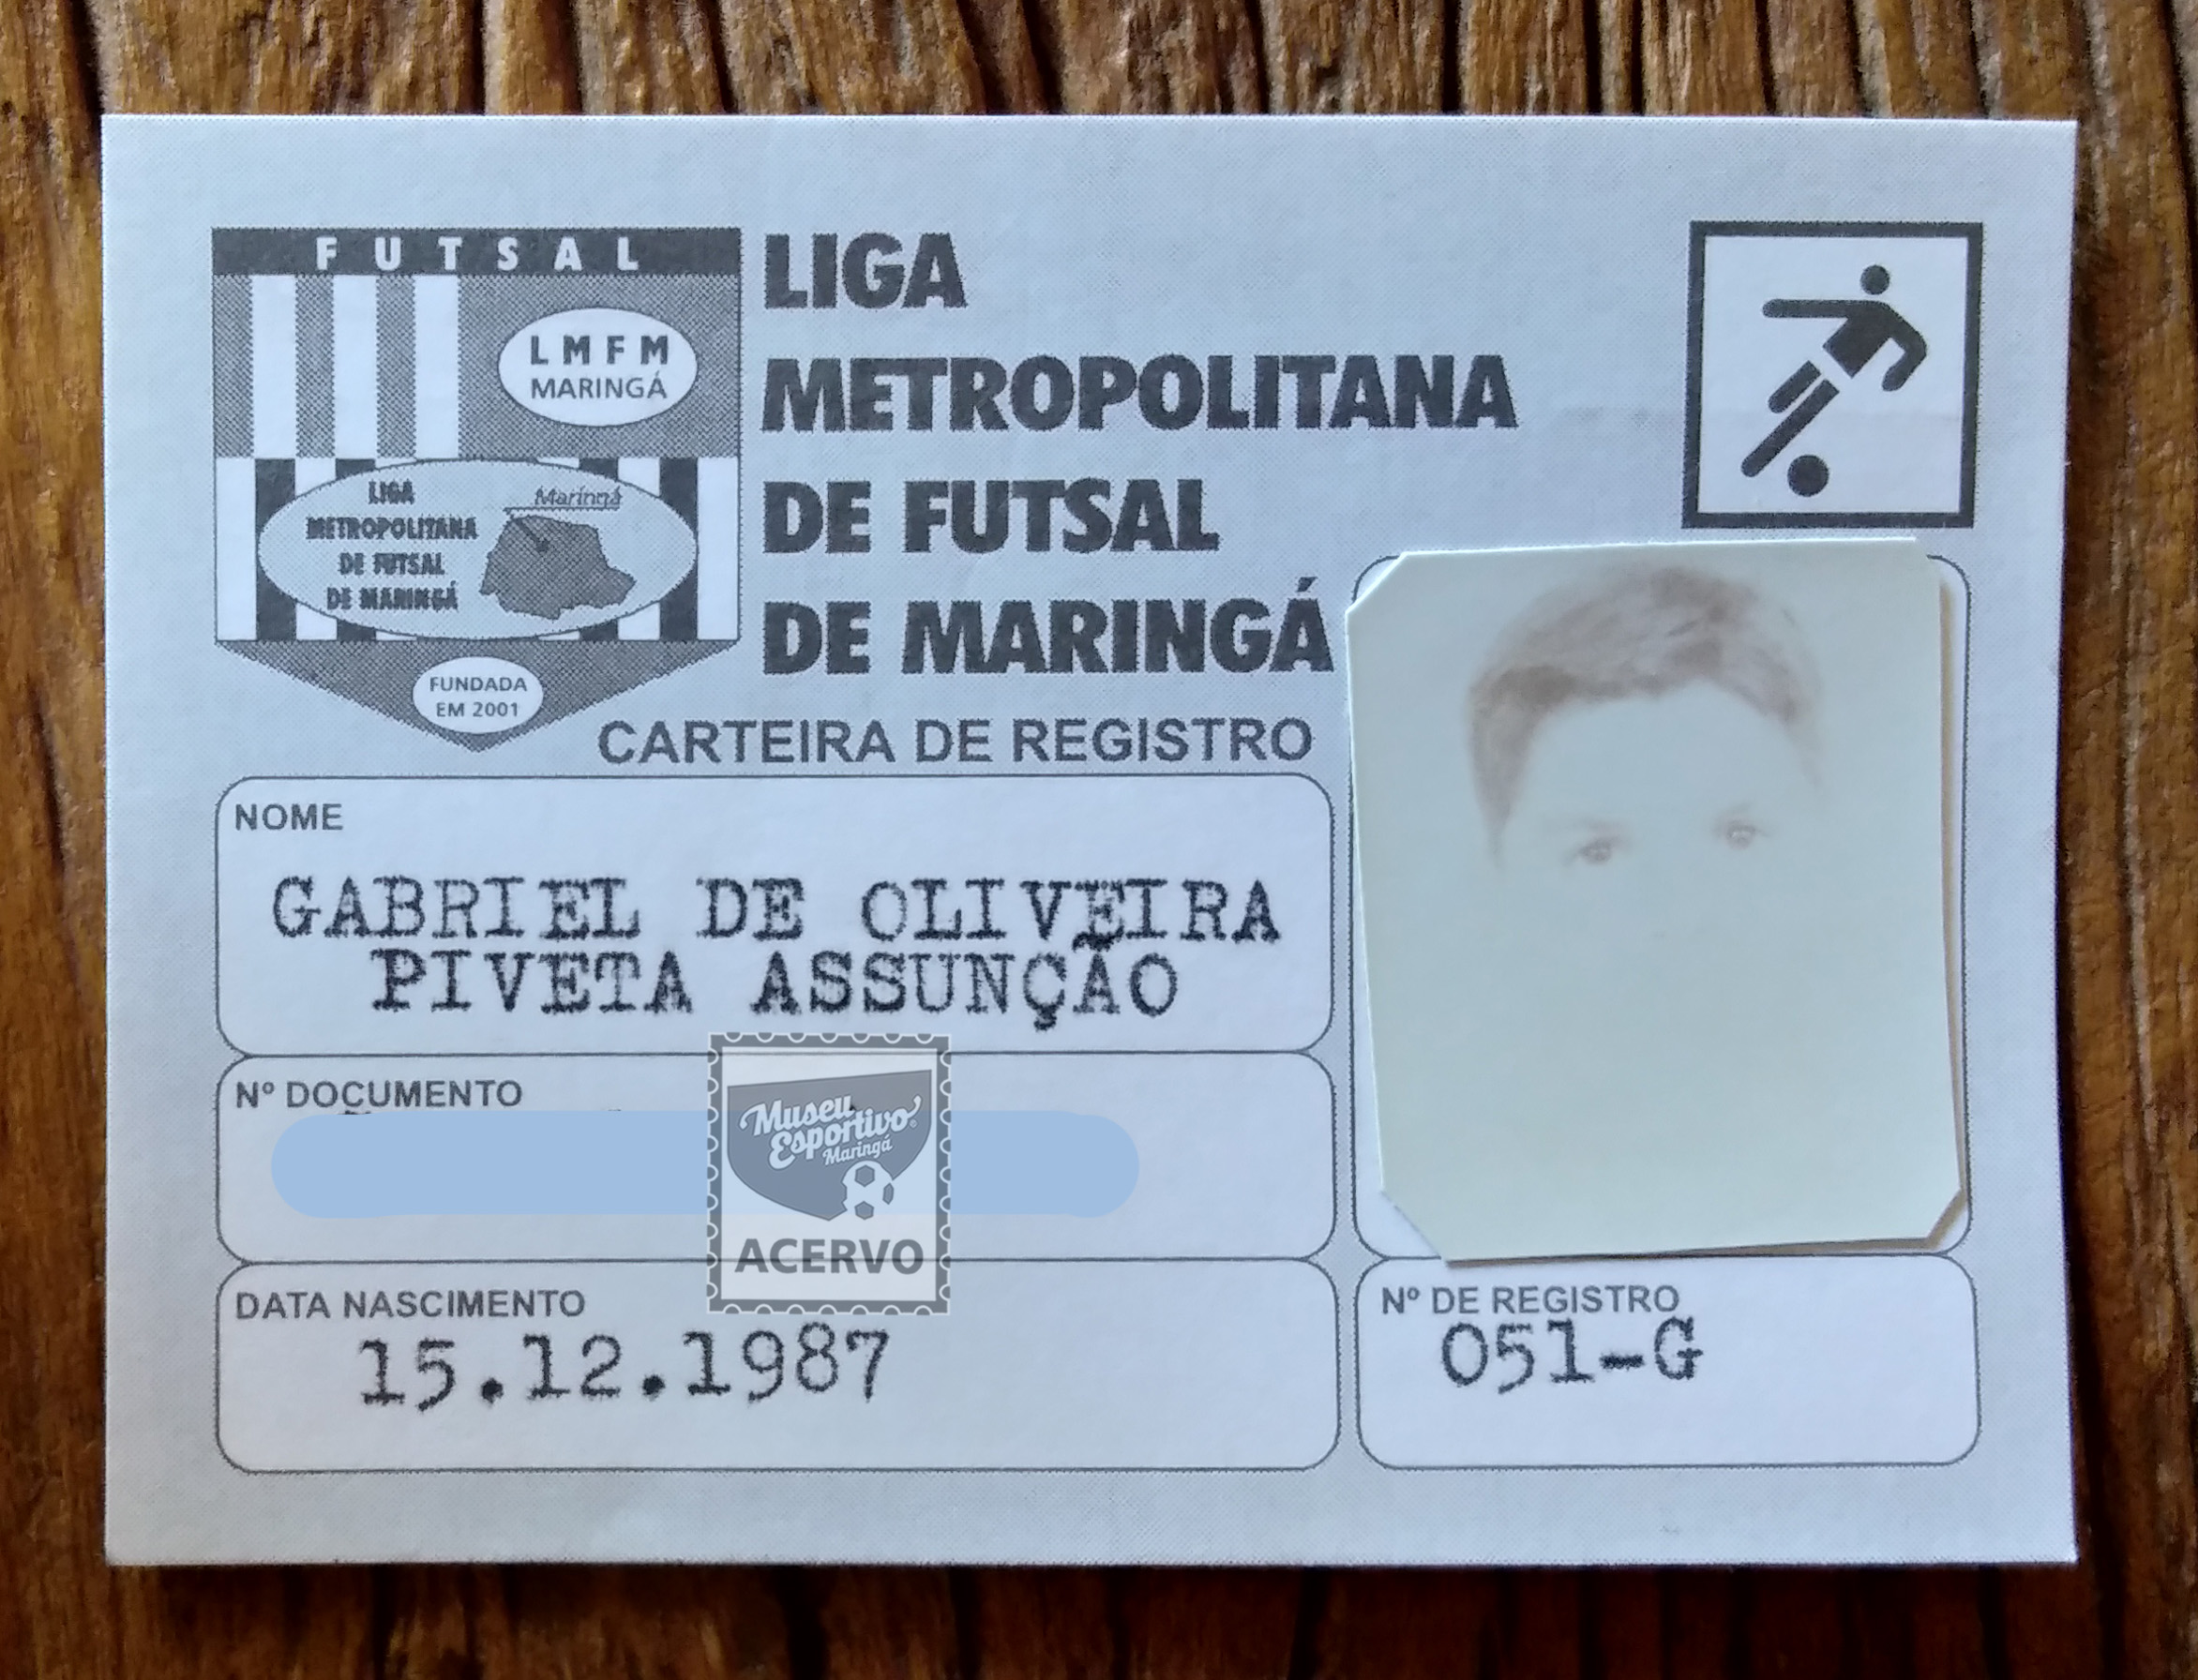 FUTSAL
LMFM
MARINGÁ
LIGA
METROPOLITANA
DE FUTSAL
DE MARINGÁ
Maringá
FUNDADA
EM 2001
LIGA
METROPOLITANA
DE FUTSAL
DE MARINGÁ
CARTEIRA DE REGISTRO
NOME
GABRIEL DE OLIVEIRA
PIVETA ASSUNÇÃO
Nº DOCUMENTO
Museu
Esportivo
Maringá
ACERVO
DATA NASCIMENTO
15.12.1987
Nº DE REGISTRO
051-G